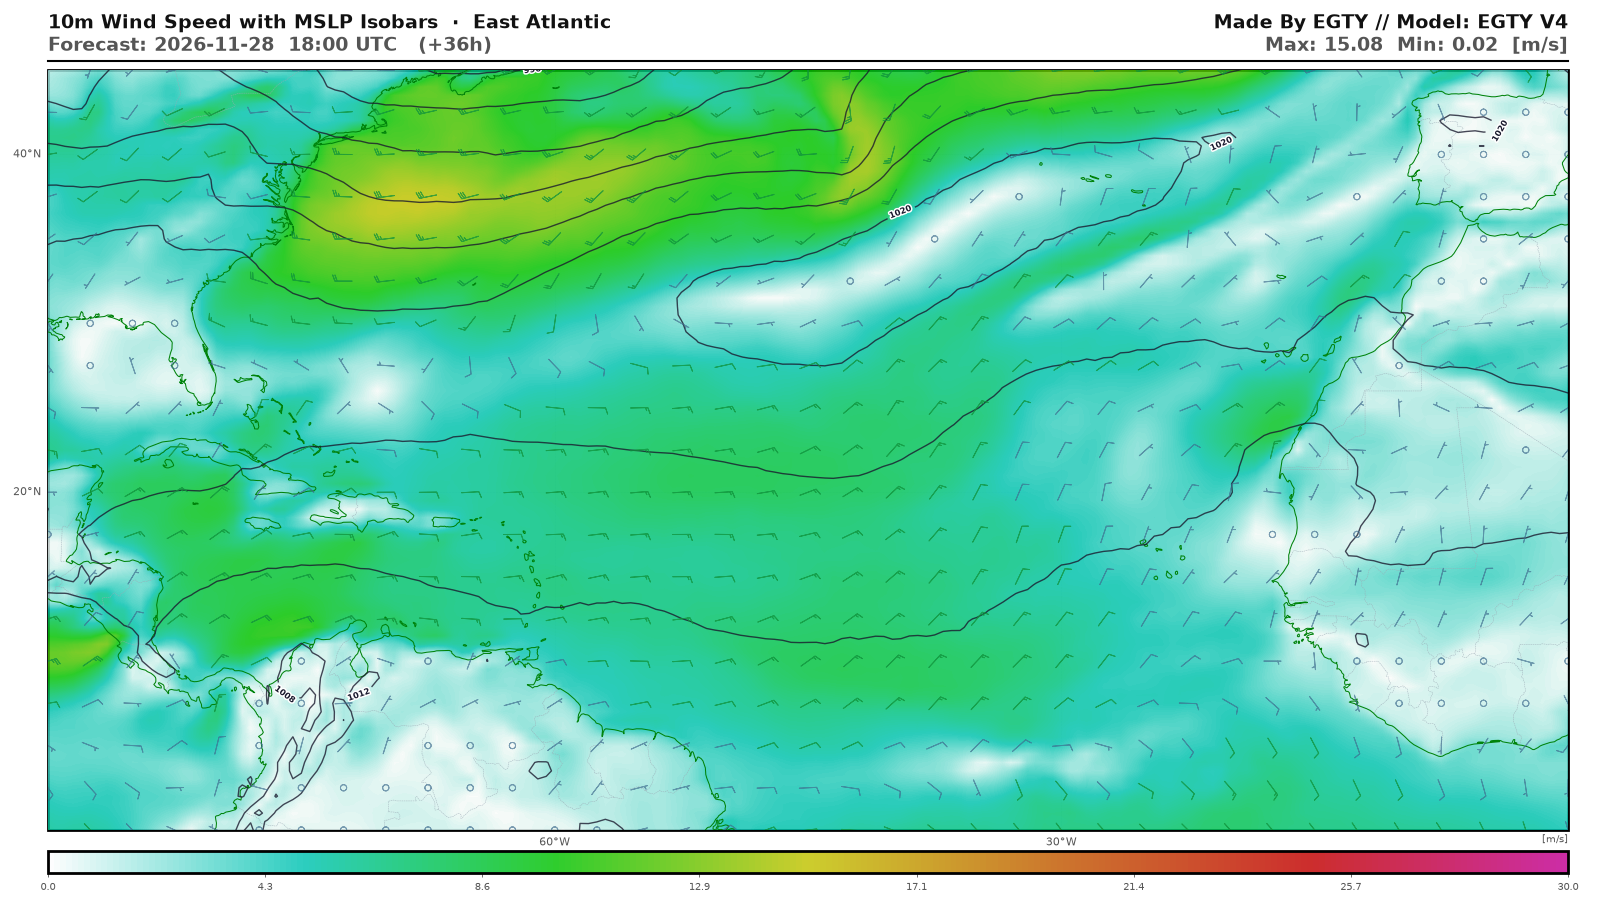 10m Wind Speed with MSLP Isobars · East Atlantic
Made By EGTY // Model: EGTY V4
Forecast: 2026-11-28 18:00 UTC (+36h)
Max: 15.08 Min: 0.02 [m/s]
1020
40°N
1020
1020
20°N
1008
1012
60°W
30°W
[m/s]
0.0
4.3
8.6
12.9
17.1
21.4
25.7
30.0